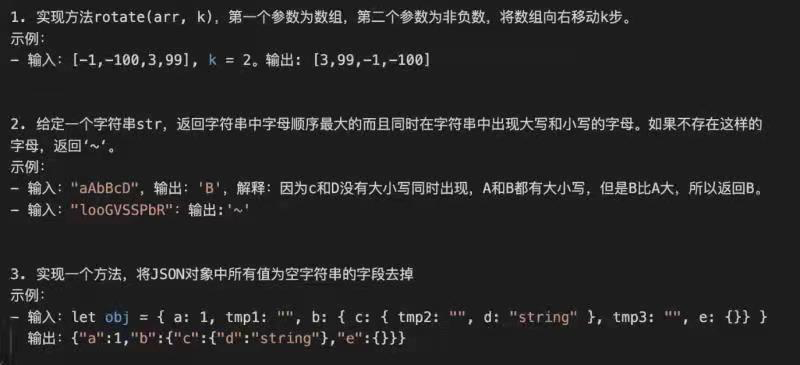 1. 实现方法rotate(arr, k)，第一个参数为数组，第二个参数为非负数，将数组向右移动k步。
示例：
- 输入：[-1,-100,3,99], k = 2。输出: [3,99,-1,-100]
2. 给定一个字符串str，返回字符串中字母顺序最大的而且同时在字符串中出现大写和小写的字母。如果不存在这样的
字母，返回‘~‘。
示例：
- 输入："aAbBcD"，输出：'B'，解释：因为c和D没有大小写同时出现，A和B都有大小写，但是B比A大，所以返回B。
- 输入："looGVSSPbR"：输出:'~'
3. 实现一个方法，将JSON对象中所有值为空字符串的字段去掉
示例：
- 输入：let obj = { a: 1, tmp1: "", b: { c: { tmp2: "", d: "string" }, tmp3: "", e: {}} }
输出：{"a":1,"b":{"c":{"d":"string"},"e":{}}}